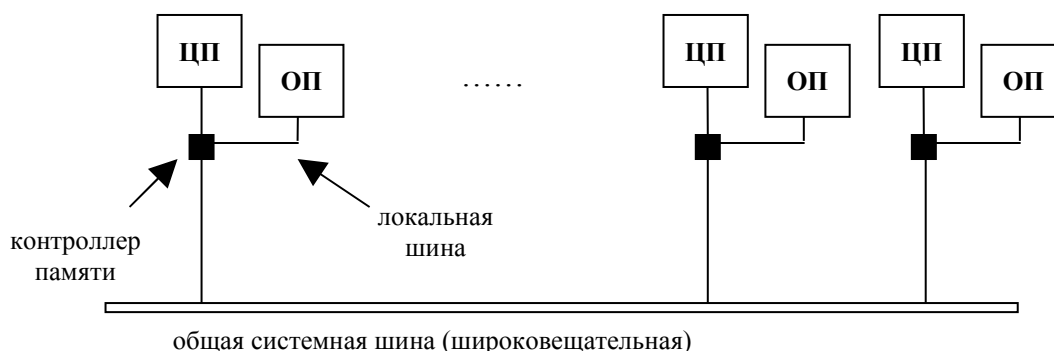 ЦП
ОП
……
ЦП
ОП
ЦП
ОП
контроллер
памяти
локальная
шина
общая системная шина (широковещательная)